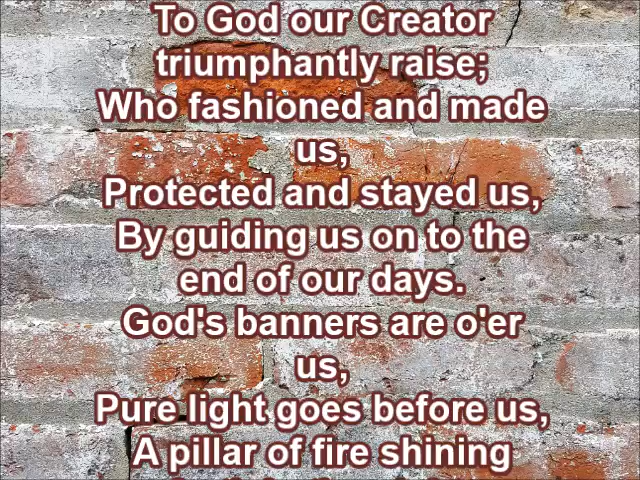 To God our Creator
triumphantly raise;
Who fashioned and made
us,
Protected and stayed us,
By guiding us on to the
end of our days.
God's banners are o'er
us,
Pure light goes before us,
A pillar of fire shining